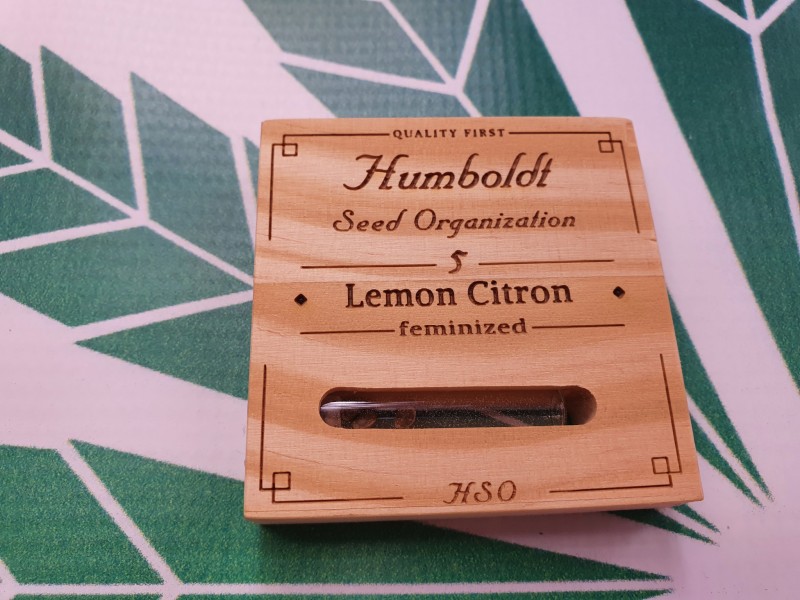 QUALITY FIRST
Humboldt
Seed Organization
5
Lemon Citron
feminized
HSO